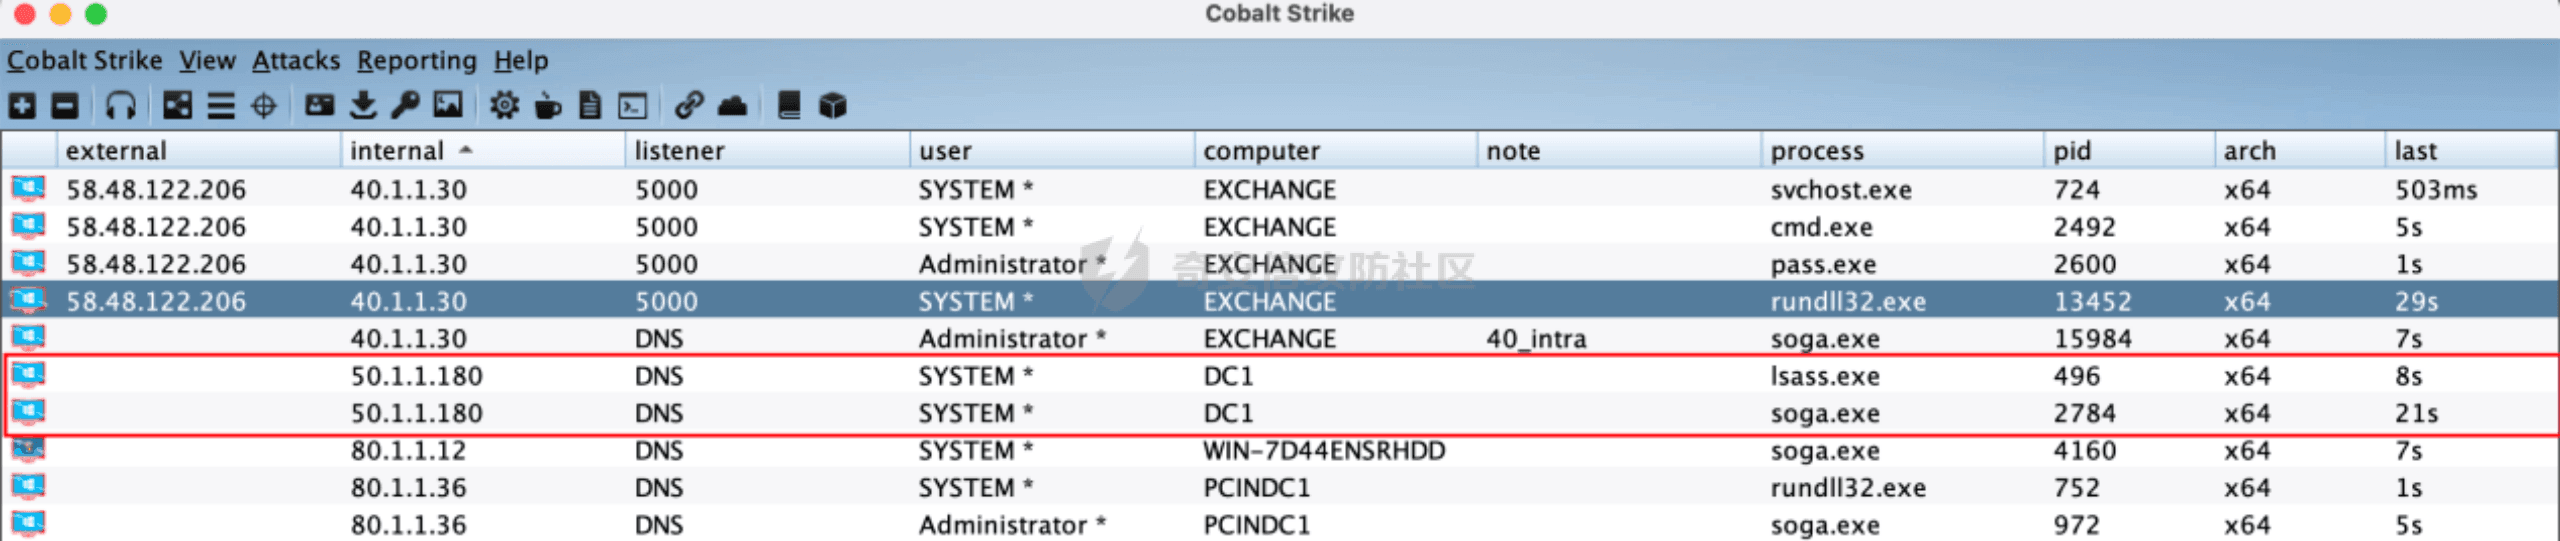 Cobalt Strike
Cobalt Strike View Attacks Reporting Help
external internal listener user computer note process pid arch last
58.48.122.206 40.1.1.30 5000 SYSTEM * EXCHANGE svchost.exe 724 x64 503ms
58.48.122.206 40.1.1.30 5000 SYSTEM * EXCHANGE cmd.exe 2492 x64 5s
58.48.122.206 40.1.1.30 5000 Administrator * EXCHANGE pass.exe 2600 x64 1s
奇安信攻防社区
58.48.122.206 40.1.1.30 5000 SYSTEM * EXCHANGE rundll32.exe 13452 x64 29s
40.1.1.30 DNS Administrator * EXCHANGE 40_intra soga.exe 15984 x64 7s
50.1.1.180 DNS SYSTEM * DC1 lsass.exe 496 x64 8s
50.1.1.180 DNS SYSTEM * DC1 soga.exe 2784 x64 21s
80.1.1.12 DNS SYSTEM * WIN-7D44ENSRHDD soga.exe 4160 x64 7s
80.1.1.36 DNS SYSTEM * PCINDC1 rundll32.exe 752 x64 1s
80.1.1.36 DNS Administrator * PCINDC1 soga.exe 972 x64 5s